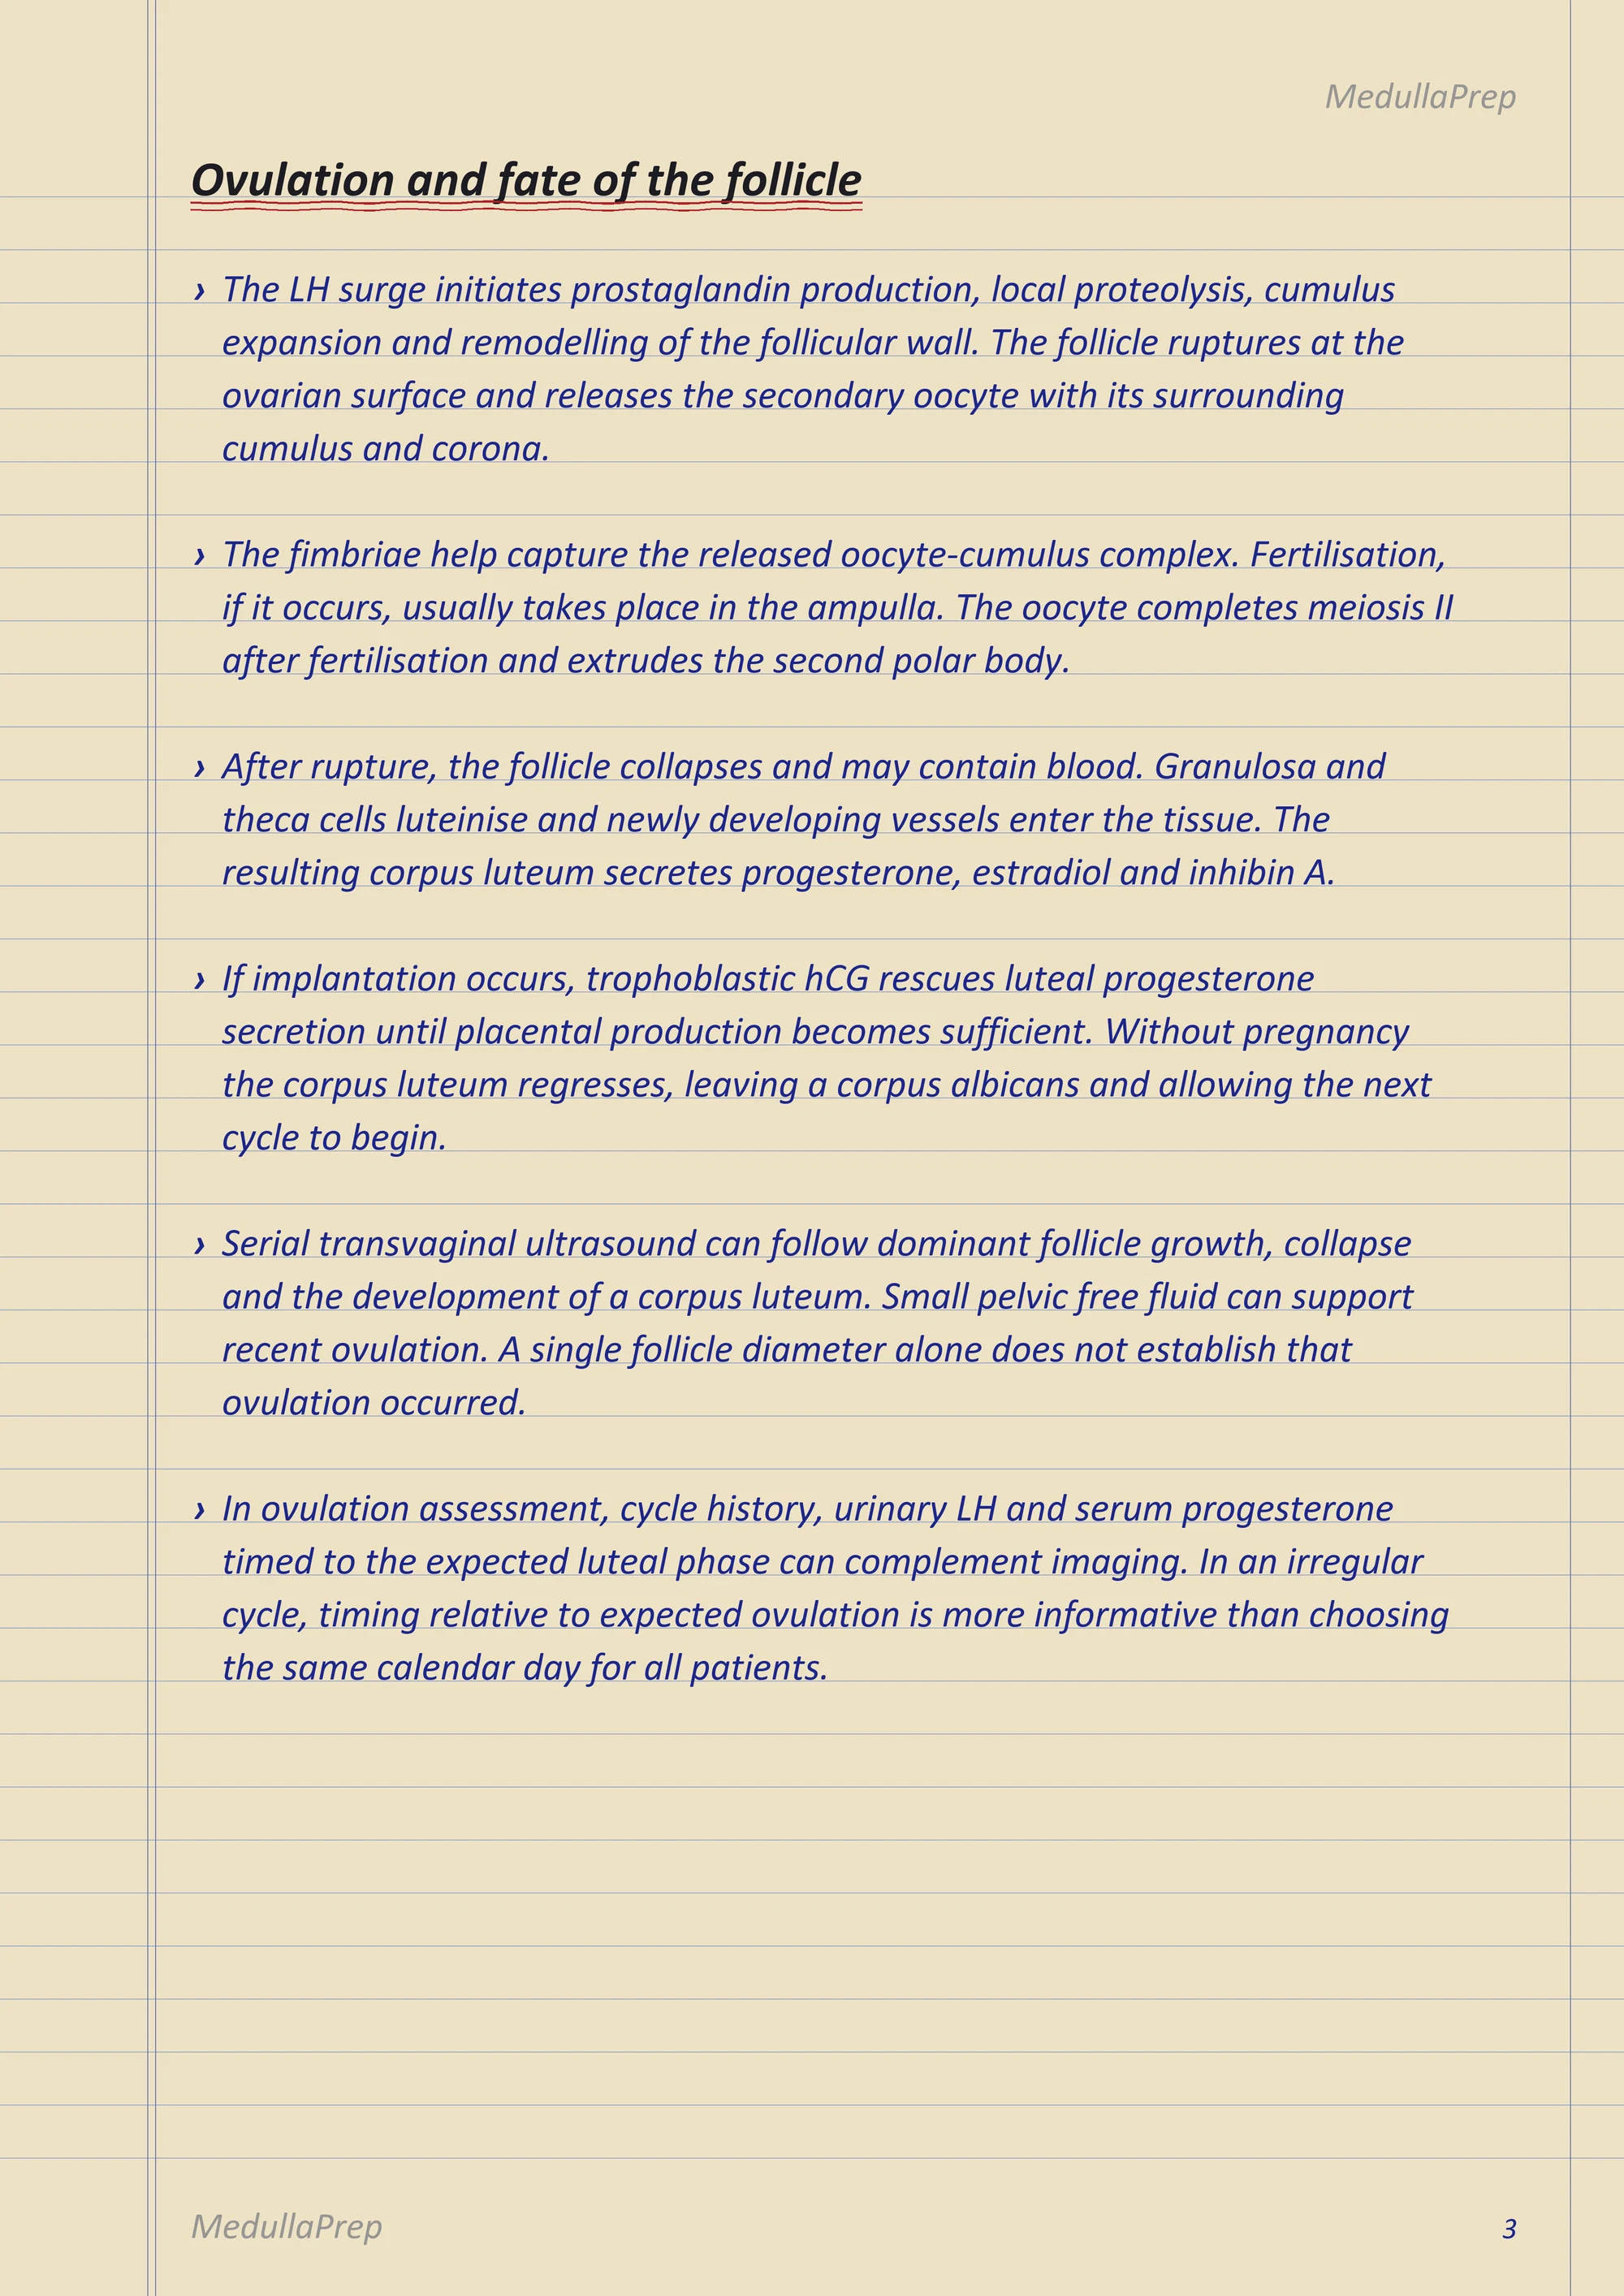 MedullaPrep
Ovulation and fate of the follicle
› The LH surge initiates prostaglandin production, local proteolysis, cumulus
expansion and remodelling of the follicular wall. The follicle ruptures at the
ovarian surface and releases the secondary oocyte with its surrounding
cumulus and corona.
› The fimbriae help capture the released oocyte-cumulus complex. Fertilisation,
if it occurs, usually takes place in the ampulla. The oocyte completes meiosis II
after fertilisation and extrudes the second polar body.
› After rupture, the follicle collapses and may contain blood. Granulosa and
theca cells luteinise and newly developing vessels enter the tissue. The
resulting corpus luteum secretes progesterone, estradiol and inhibin A.
› If implantation occurs, trophoblastic hCG rescues luteal progesterone
secretion until placental production becomes sufficient. Without pregnancy
the corpus luteum regresses, leaving a corpus albicans and allowing the next
cycle to begin.
› Serial transvaginal ultrasound can follow dominant follicle growth, collapse
and the development of a corpus luteum. Small pelvic free fluid can support
recent ovulation. A single follicle diameter alone does not establish that
ovulation occurred.
› In ovulation assessment, cycle history, urinary LH and serum progesterone
timed to the expected luteal phase can complement imaging. In an irregular
cycle, timing relative to expected ovulation is more informative than choosing
the same calendar day for all patients.
MedullaPrep
3